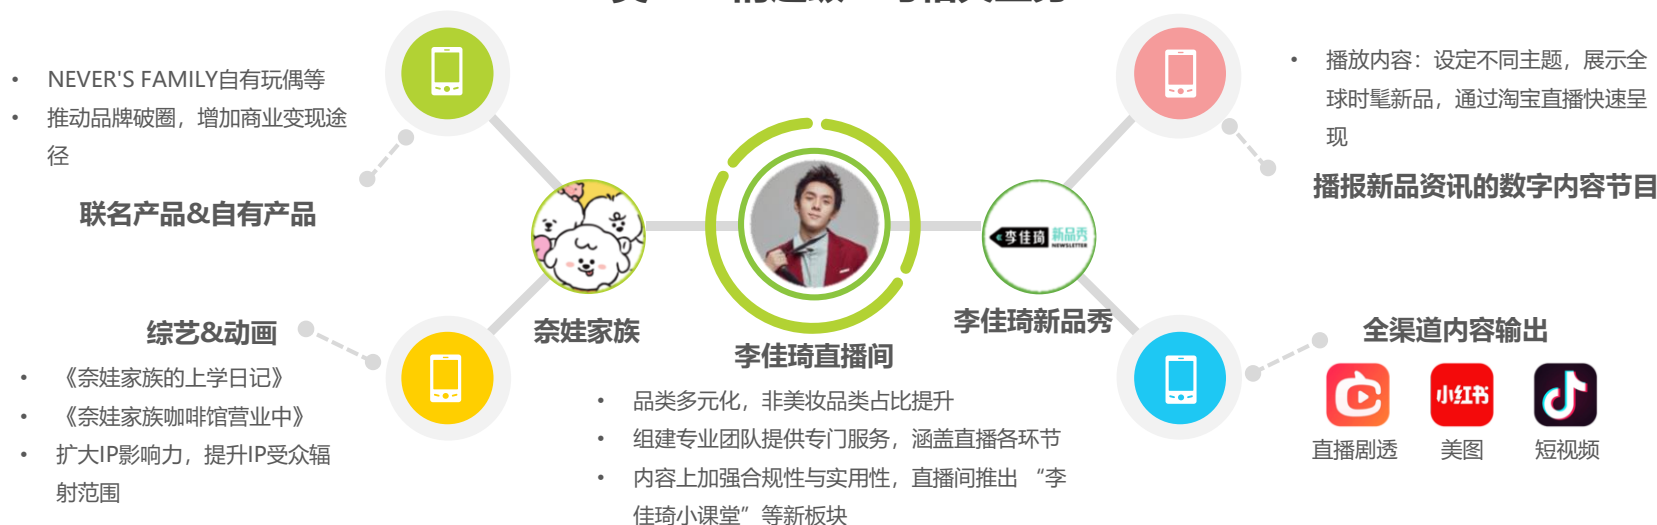 • NEVER'S FAMILY自有玩偶等
• 推动品牌破圈，增加商业变现途
径
联名产品&自有产品
综艺&动画
• 《奈娃家族的上学日记》
• 《奈娃家族咖啡馆营业中》
• 扩大IP影响力，提升IP受众辐
射范围
奈娃家族
李佳琦直播间
• 品类多元化，非美妆品类占比提升
• 组建专业团队提供专门服务，涵盖直播各环节
• 内容上加强合规性与实用性，直播间推出 “李
佳琦小课堂”等新板块
李佳琦 新品秀
NEWSLETTER
李佳琦新品秀
• 播放内容：设定不同主题，展示全
球时髦新品，通过淘宝直播快速呈
现
播报新品资讯的数字内容节目
全渠道内容输出
小红书
直播剧透 美图 短视频